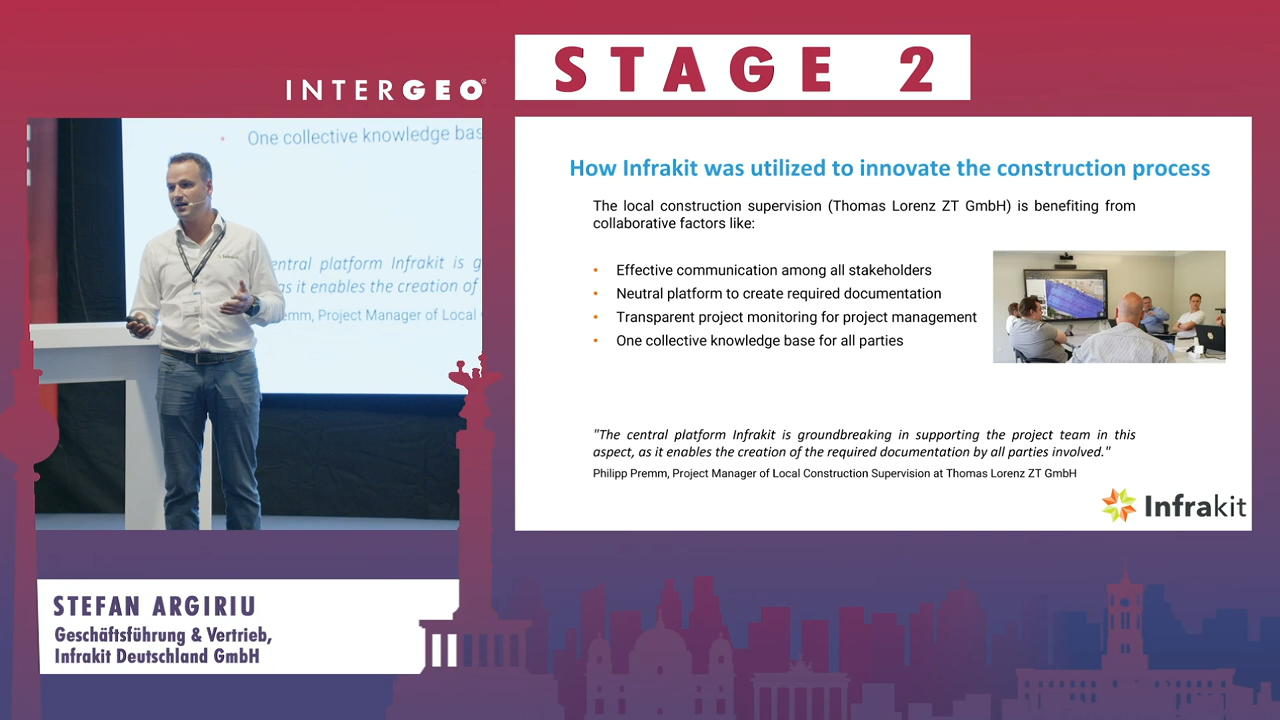 INTERGEO®
STAGE 2
One collective knowledge bas
entral platform Infrakit is g
as it enables the creation of
emm, Project Manager of Local
Infrakit
How Infrakit was utilized to innovate the construction process
The local construction supervision (Thomas Lorenz ZT GmbH) is benefiting from
collaborative factors like:
• Effective communication among all stakeholders
• Neutral platform to create required documentation
• Transparent project monitoring for project management
• One collective knowledge base for all parties
"The central platform Infrakit is groundbreaking in supporting the project team in this
aspect, as it enables the creation of the required documentation by all parties involved."
Philipp Premm, Project Manager of Local Construction Supervision at Thomas Lorenz ZT GmbH
Infrakit
STEFAN ARGIRIU
Geschäftsführung & Vertrieb,
Infrakit Deutschland GmbH